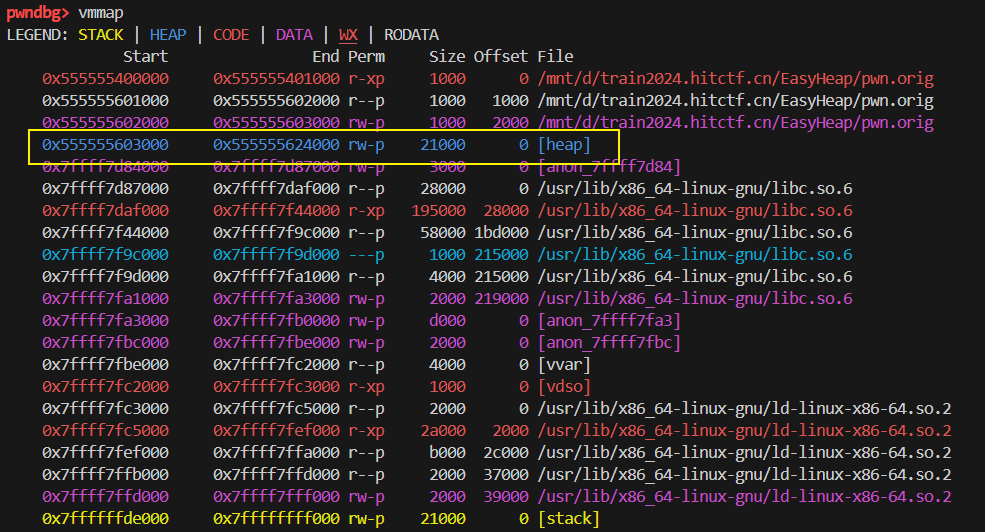 pwndbg> vmmap
LEGEND: STACK | HEAP | CODE | DATA | WX | RODATA
Start End Perm Size Offset File
0x555555400000 0x555555401000 r-xp 1000 0 /mnt/d/train2024.hitctf.cn/EasyHeap/pwn.orig
0x555555601000 0x555555602000 r--p 1000 1000 /mnt/d/train2024.hitctf.cn/EasyHeap/pwn.orig
0x555555602000 0x555555603000 rw-p 1000 2000 /mnt/d/train2024.hitctf.cn/EasyHeap/pwn.orig
0x555555603000 0x555555624000 rw-p 21000 0 [heap]
0x7ffff7d84000 0x7ffff7d87000 rw-p 3000 0 [anon_7ffff7d84]
0x7ffff7d87000 0x7ffff7daf000 r--p 28000 0 /usr/lib/x86_64-linux-gnu/libc.so.6
0x7ffff7daf000 0x7ffff7f44000 r-xp 195000 28000 /usr/lib/x86_64-linux-gnu/libc.so.6
0x7ffff7f44000 0x7ffff7f9c000 r--p 58000 1bd000 /usr/lib/x86_64-linux-gnu/libc.so.6
0x7ffff7f9c000 0x7ffff7f9d000 ---p 1000 215000 /usr/lib/x86_64-linux-gnu/libc.so.6
0x7ffff7f9d000 0x7ffff7fa1000 r--p 4000 215000 /usr/lib/x86_64-linux-gnu/libc.so.6
0x7ffff7fa1000 0x7ffff7fa3000 rw-p 2000 219000 /usr/lib/x86_64-linux-gnu/libc.so.6
0x7ffff7fa3000 0x7ffff7fb0000 rw-p d000 0 [anon_7ffff7fa3]
0x7ffff7fbc000 0x7ffff7fbe000 rw-p 2000 0 [anon_7ffff7fbc]
0x7ffff7fbe000 0x7ffff7fc2000 r--p 4000 0 [vvar]
0x7ffff7fc2000 0x7ffff7fc3000 r-xp 1000 0 [vdso]
0x7ffff7fc3000 0x7ffff7fc5000 r--p 2000 0 /usr/lib/x86_64-linux-gnu/ld-linux-x86-64.so.2
0x7ffff7fc5000 0x7ffff7fef000 r-xp 2a000 2000 /usr/lib/x86_64-linux-gnu/ld-linux-x86-64.so.2
0x7ffff7fef000 0x7ffff7ffa000 r--p b000 2c000 /usr/lib/x86_64-linux-gnu/ld-linux-x86-64.so.2
0x7ffff7ffb000 0x7ffff7ffd000 r--p 2000 37000 /usr/lib/x86_64-linux-gnu/ld-linux-x86-64.so.2
0x7ffff7ffd000 0x7ffff7fff000 rw-p 2000 39000 /usr/lib/x86_64-linux-gnu/ld-linux-x86-64.so.2
0x7ffffffde000 0x7ffffffff000 rw-p 21000 0 [stack]